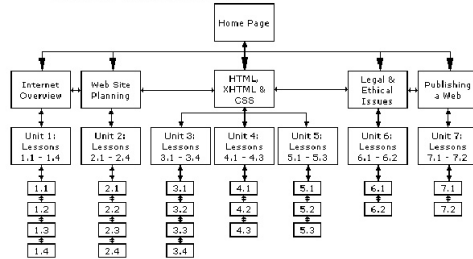 Home Page
Internet
Overview
Web Site
Planning
HTML,
XHTML &
CSS
Legal &
Ethical
Issues
Publishing
a Web
Unit 1:
Lessons
1.1 - 1.4
Unit 2:
Lessons
2.1 - 2.4
Unit 3:
Lessons
3.1 - 3.4
Unit 4:
Lessons
4.1 - 4.3
Unit 5:
Lessons
5.1 - 5.3
Unit 6:
Lessons
6.1 - 6.2
Unit 7:
Lessons
7.1 - 7.2
1.1
1.2
1.3
1.4
2.1
2.2
2.3
2.4
3.1
3.2
3.3
3.4
4.1
4.2
4.3
5.1
5.2
5.3
6.1
6.2
7.1
7.2